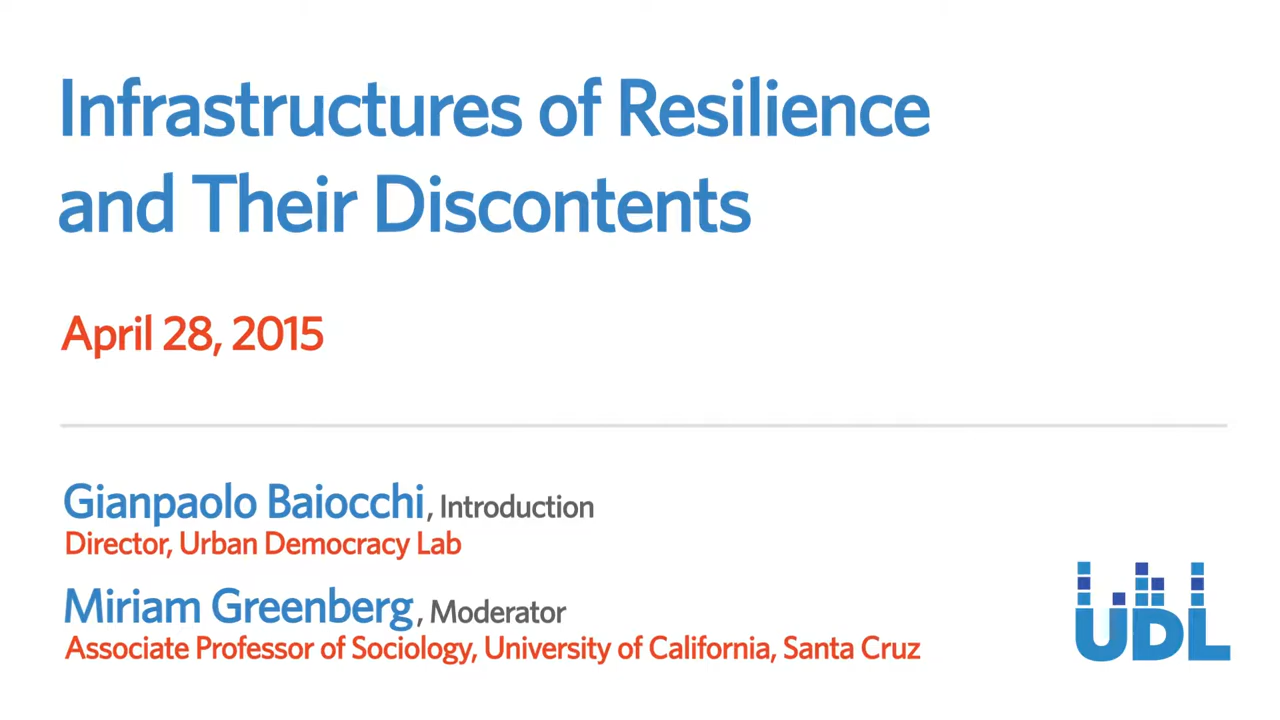 Infrastructures of Resilience
and Their Discontents
April 28, 2015
Gianpaolo Baiocchi, Introduction
Director, Urban Democracy Lab
Miriam Greenberg, Moderator
Associate Professor of Sociology, University of California, Santa Cruz
UDL